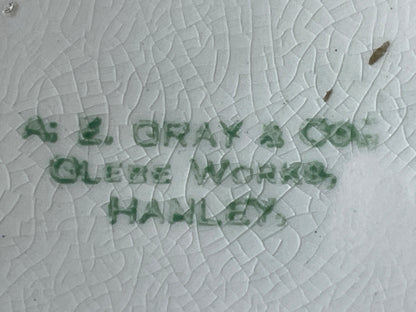 A. E. GRAY & CO.,
GLEBE WORKS,
HANLEY.